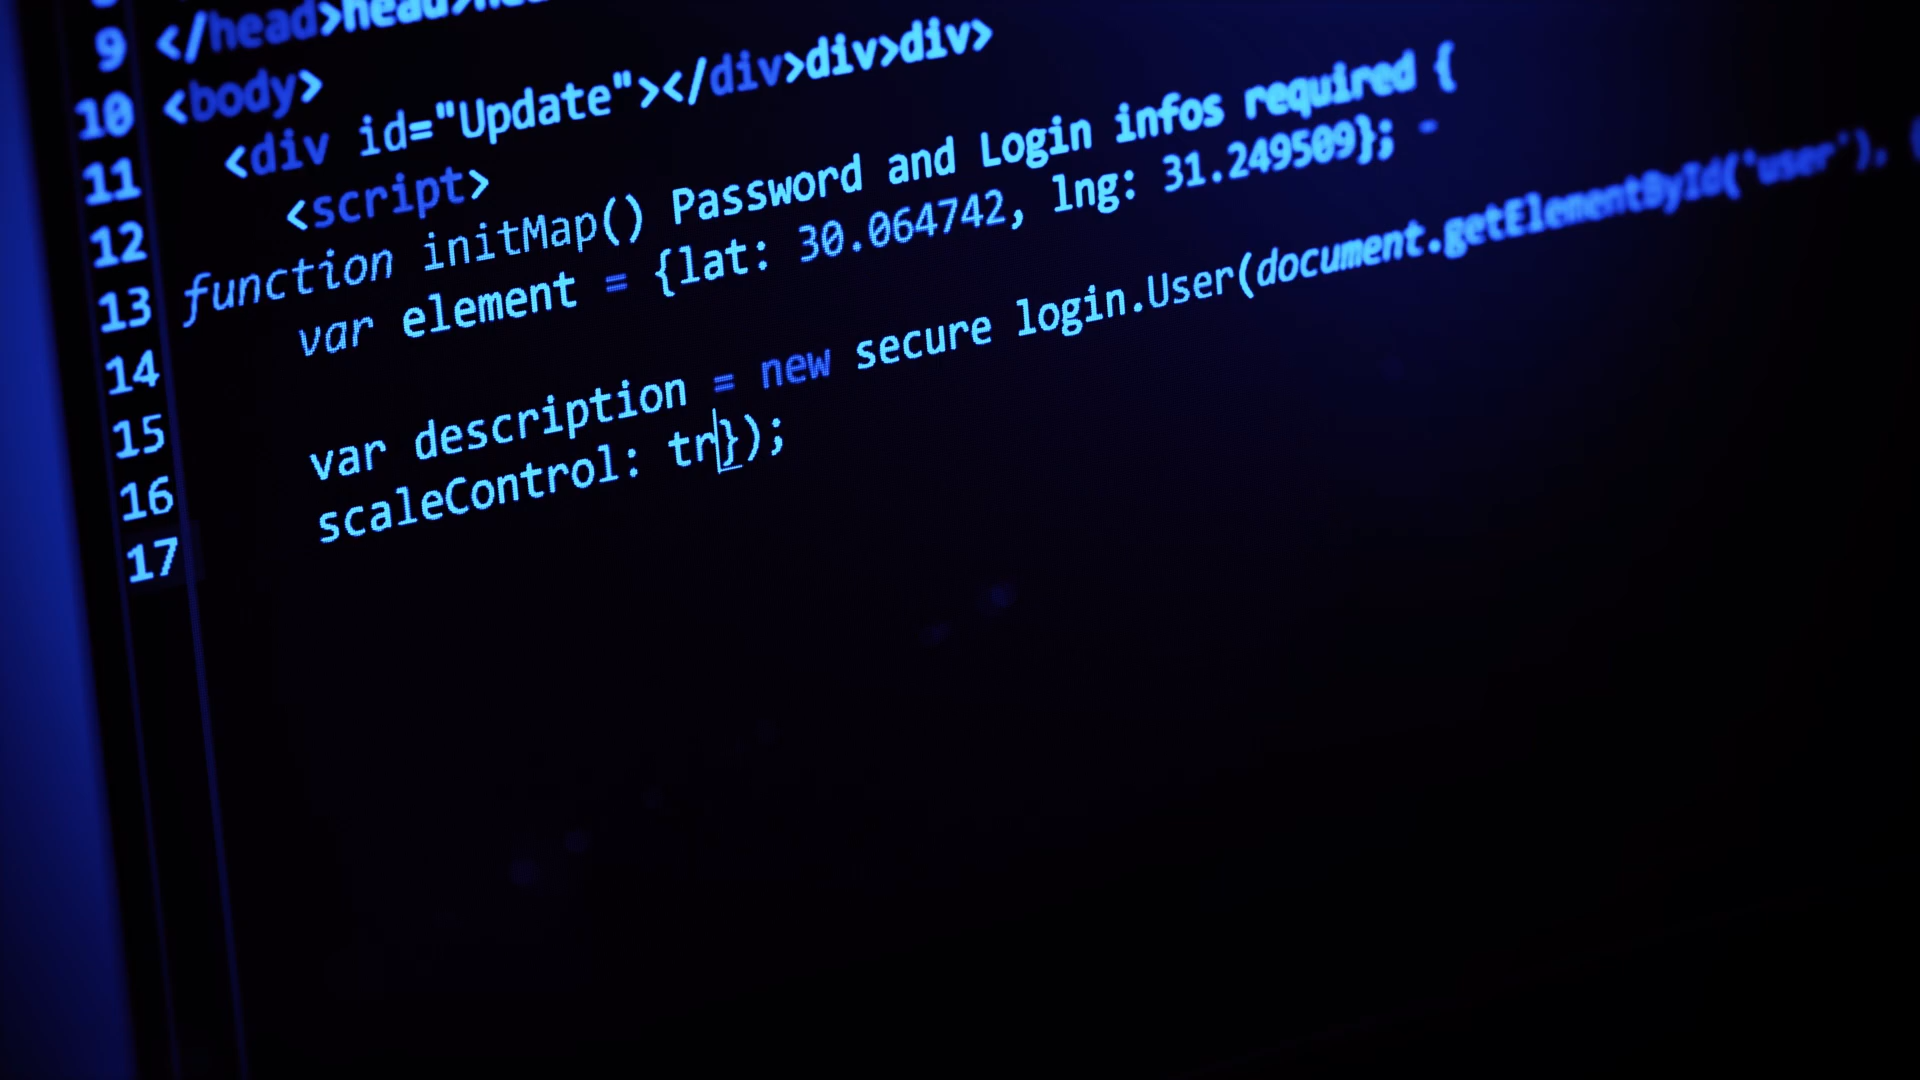 9 </head>head>
10 <body>
11 <div id="Update"></div>div>div>
12 <script>
13 function initMap() Password and Login infos required {
14 var element = {lat: 30.064742, lng: 31.249509}; -
15
16 var description = new secure login.User(document.getElementById('user'), {
17 scaleControl: tr});